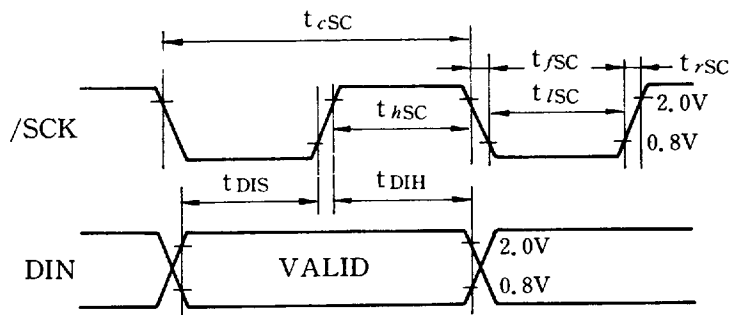 tcSC
tfSC
trSC
/SCK
thSC
tlSC
2.0V
0.8V
tDIS
tDIH
DIN
VALID
2.0V
0.8V